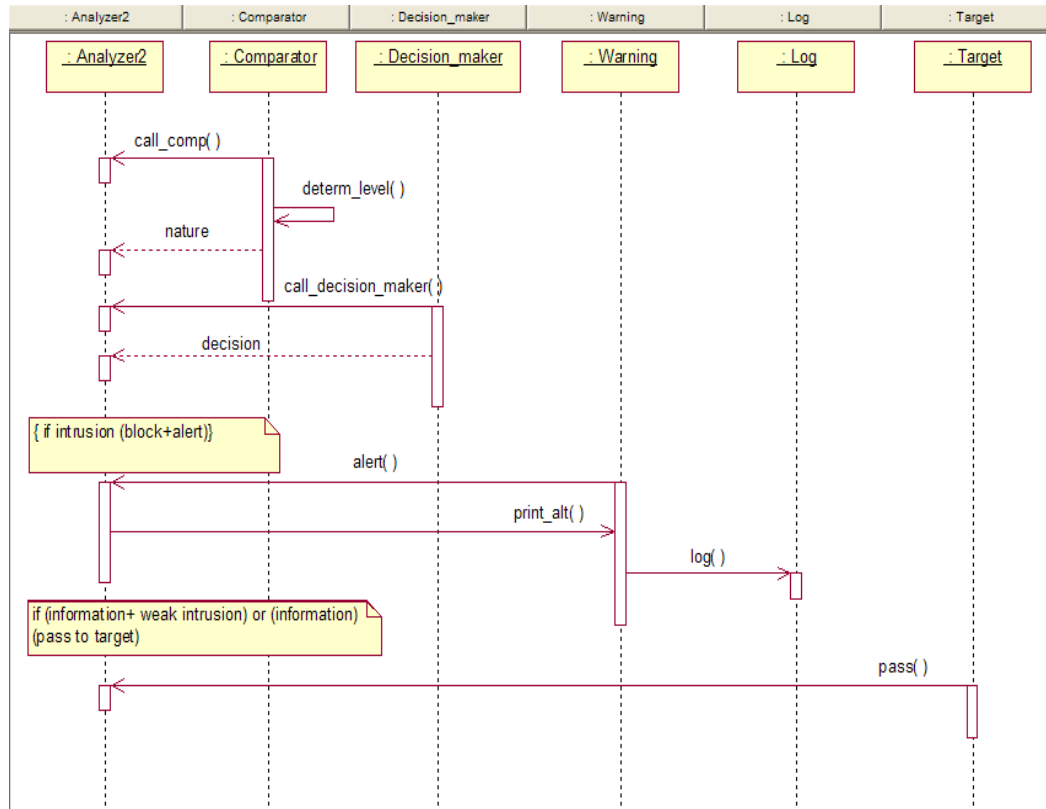 : Analyzer2 : Comparator : Decision_maker : Warning : Log : Target
: Analyzer2 : Comparator : Decision_maker : Warning : Log : Target
call_comp( )
determ_level( )
nature
call_decision_maker( )
decision
{ if intrusion (block+alert)}
alert( )
print_alt( )
log( )
if (information+ weak intrusion) or (information)
(pass to target)
pass( )